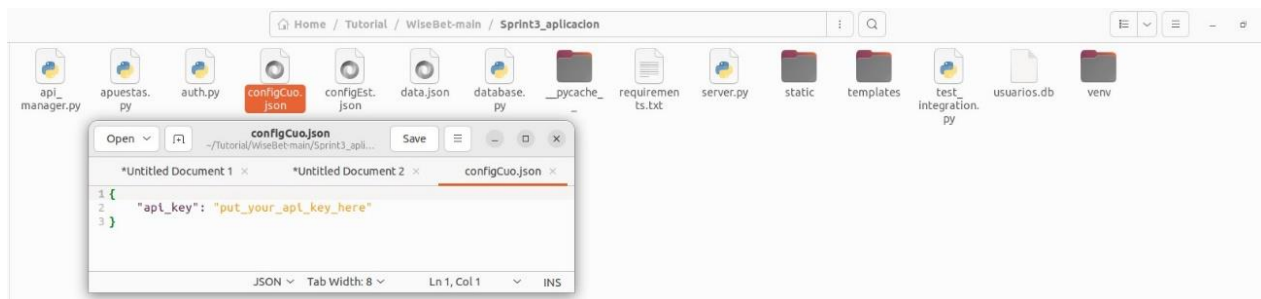 Home / Tutorial / WiseBet-main / Sprint3_aplicacion
api_
manager.py
apuestas.
py
auth.py
configCuo.
json
configEst.
json
data.json
database.
py
__pycache_
_
requiremen
ts.txt
server.py
static
templates
test_
integration.
py
usuarios.db
venv
Open
configCuo.json
~/Tutorial/WiseBet-main/Sprint3_apli...
Save
*Untitled Document 1
*Untitled Document 2
configCuo.json
1 {
2 "api_key": "put_your_api_key_here"
3 }
JSON Tab Width: 8 Ln 1, Col 1 INS